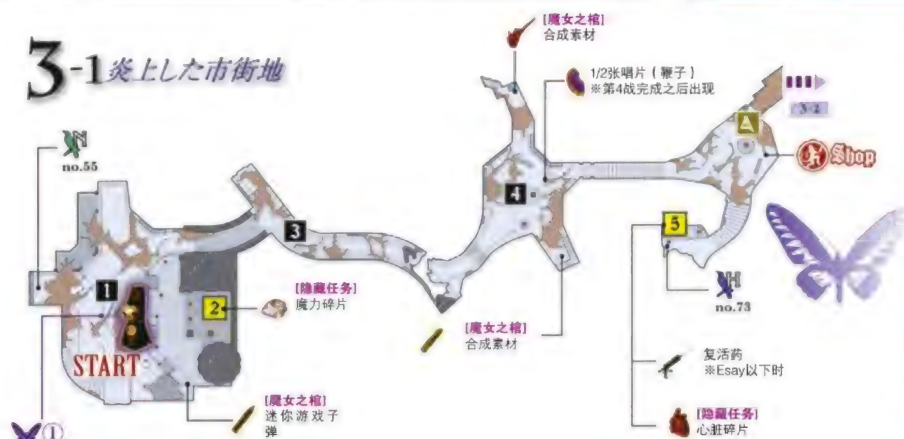 3-1 炎上した市街地
[魔女之棺]
合成素材
1/2张唱片(鞭子)
※第4战完成之后出现
3-2
Shop
N
no.55
4
3
5
1
[隐藏任务]
魔力碎片
2
H
no.73
START
[魔女之棺]
合成素材
复活药
※Esay以下时
[魔女之棺]
迷你游戏子
弹
[隐藏任务]
心脏碎片
①